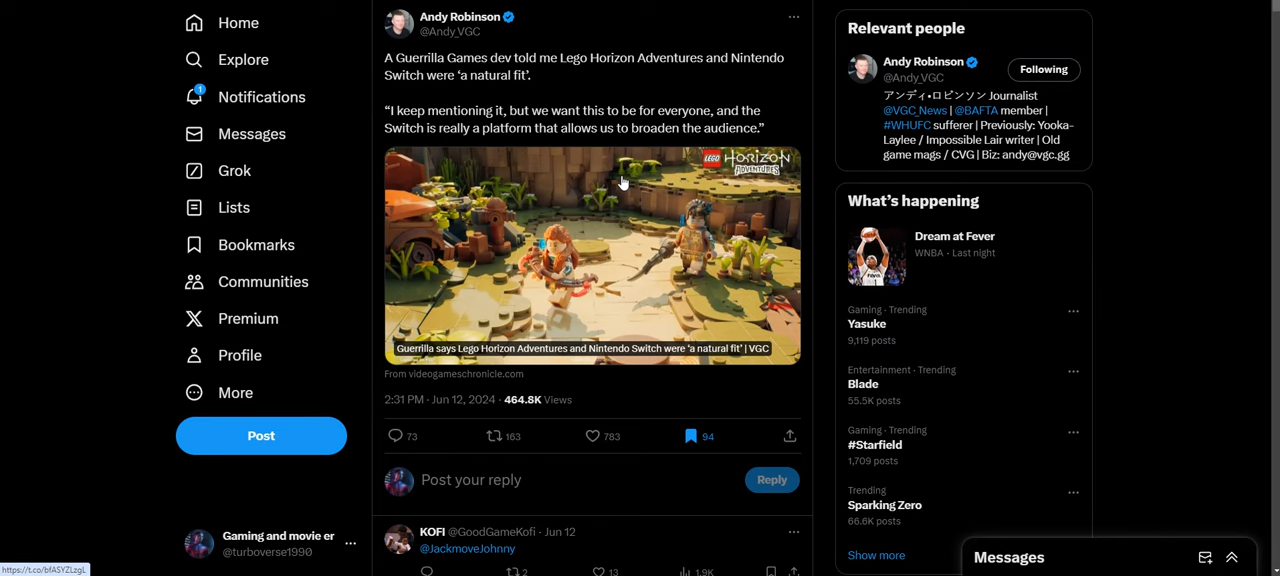 Home
Explore
1
Notifications
Messages
Grok
Lists
Bookmarks
Communities
Premium
Profile
More
Post
Gaming and movie er
@turboverse1990
https://t.co/bfASYZLzgL
Andy Robinson
@Andy_VGC
A Guerrilla Games dev told me Lego Horizon Adventures and Nintendo
Switch were ‘a natural fit’.
“I keep mentioning it, but we want this to be for everyone, and the
Switch is really a platform that allows us to broaden the audience.”
LEGO HORIZON
ADVENTURES
Guerrilla says Lego Horizon Adventures and Nintendo Switch were ‘a natural fit’ | VGC
From videogameschronicle.com
2:31 PM · Jun 12, 2024 · 464.8K Views
73 163 783 94
Post your reply
Reply
KOFI @GoodGameKofi · Jun 12
@JackmoveJohnny
2 13 1.9K
Relevant people
Andy Robinson
@Andy_VGC
Following
アンディ•ロビンソン Journalist
@VGC_News | @BAFTA member |
#WHUFC sufferer | Previously: Yooka-
Laylee / Impossible Lair writer | Old
game mags / CVG | Biz: andy@vgc.gg
What’s happening
Dream at Fever
WNBA · Last night
Gaming · Trending
Yasuke
9,119 posts
Entertainment · Trending
Blade
55.5K posts
Gaming · Trending
#Starfield
1,709 posts
Trending
Sparking Zero
66.6K posts
Show more
Messages